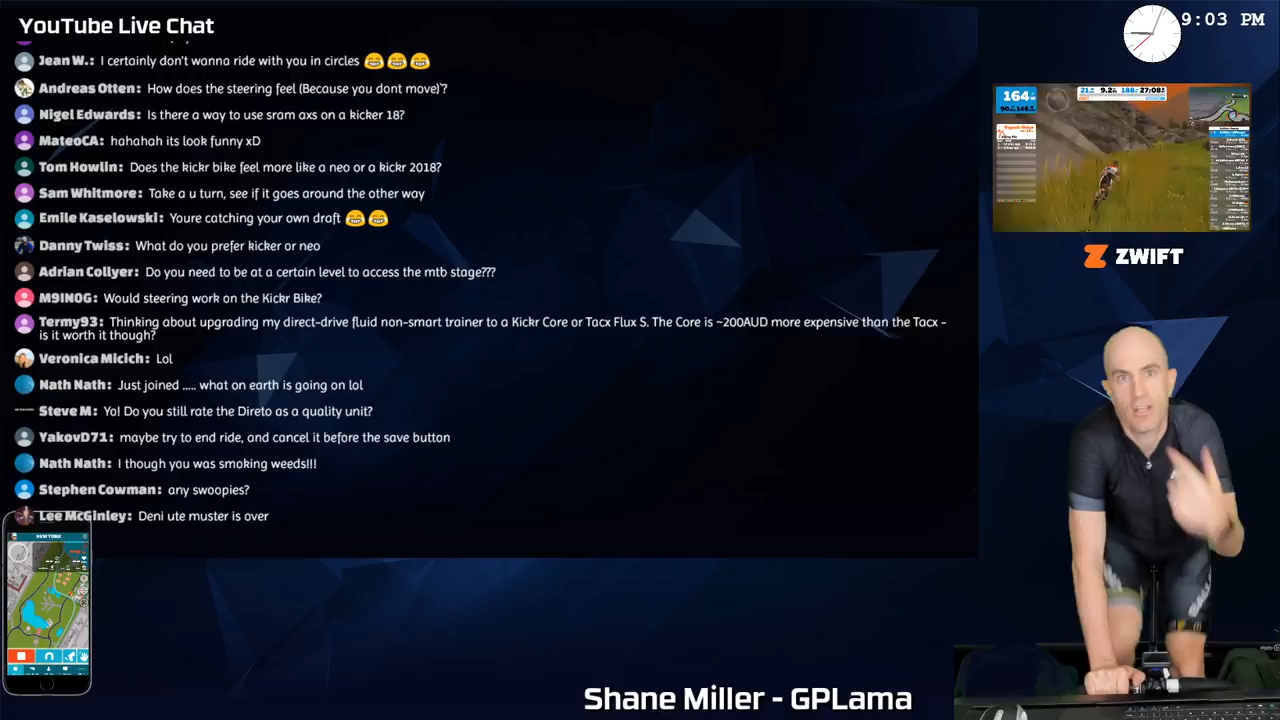 YouTube Live Chat
9:03 PM
Jean W.: I certainly don't wanna ride with you in circles 😂😂😂
Andreas Otten: How does the steering feel (Because you dont move)?
Nigel Edwards: Is there a way to use sram xdr on a kicker 18?
MateoCA: hahahah its look funny xD
Tom Howlin: Does the kickr bike feel more like a neo or a kickr 2018?
Sam Whitmore: Take a u turn, see if it goes around the other way
Emile Kaselowski: Youre catching your own draft 😂😂
Danny Twiss: What do you prefer kicker or neo
Adrian Collyer: Do you need to be at a certain level to access the mtb stage???
M9IN0G: Would steering work on the Kickr Bike?
Termy93: Thinking about upgrading my direct-drive fluid non-smart trainer to a Kickr Core or Tacx Flux S. The Core is ~200AUD more expensive than the Tacx -
is it worth it though?
Veronica Micich: Lol
Nath Nath: Just joined ..... what on earth is going on lol
Steve M: Yo! Do you still rate the Direto as a quality unit?
YakovD71: maybe try to end ride, and cancel it before the save button
Nath Nath: I though you was smoking weeds!!!
Stephen Cowman: any swoopies?
Lee McGinley: Deni ute muster is over
164
27:08
ZWIFT
NEW YORK
Shane Miller - GPLama